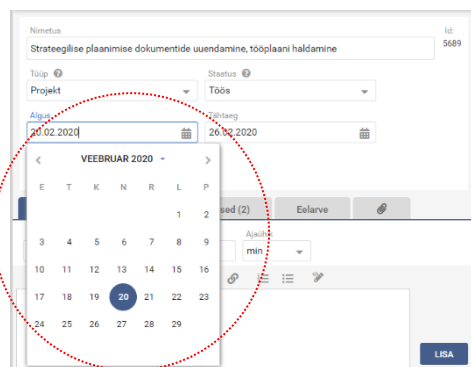 Nimetus
Id:
Strateegilise plaanimise dokumentide uuendamine, tööplaani haldamine
5689
Tüüp
Staatus
Projekt
Töös
Algus
Tähtaeg
20.02.2020
26.02.2020
VEEBRUAR 2020
E T K N R L P
1 2
3 4 5 6 7 8 9
10 11 12 13 14 15 16
17 18 19 20 21 22 23
24 25 26 27 28 29
sed (2)
Eelarve
Ajaühik
min
LISA